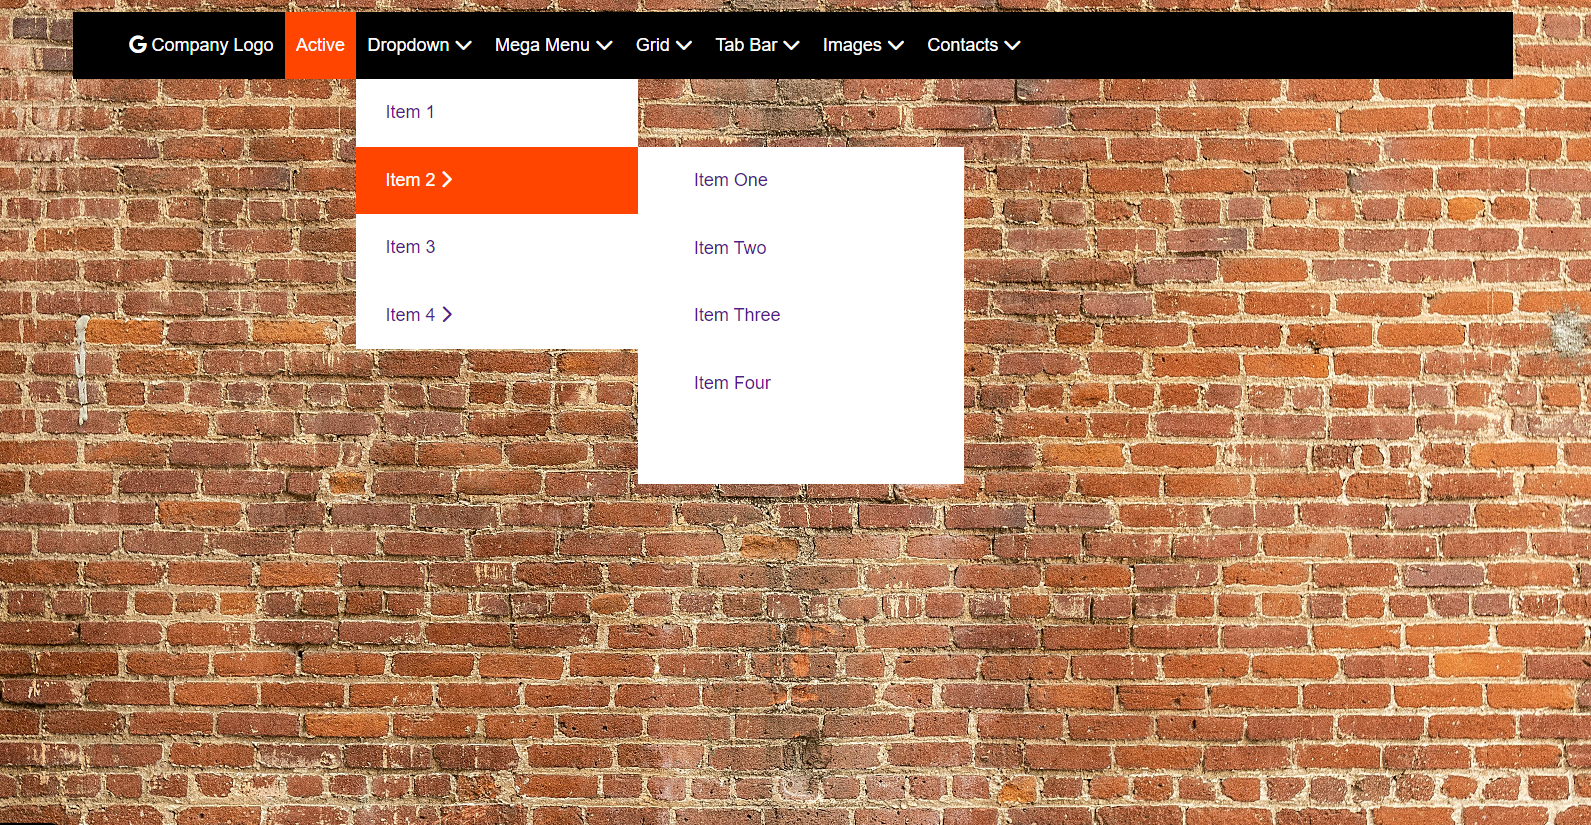 Company Logo Active Dropdown Mega Menu Grid Tab Bar Images Contacts
Item 1
Item 2 Item One
Item 3 Item Two
Item 4 Item Three
Item Four